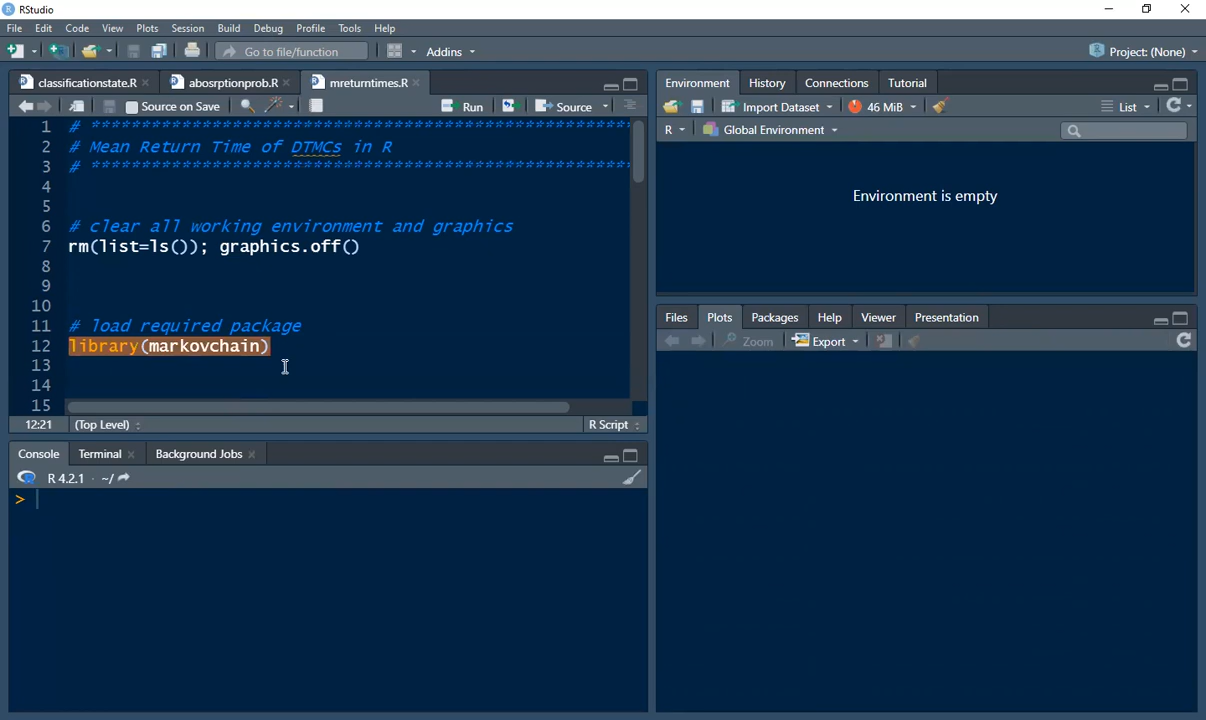 RStudio
File Edit Code View Plots Session Build Debug Profile Tools Help
Go to file/function Addins Project: (None)
classificationstate.R abosrptionprob.R mreturntimes.R
Source on Save Run Source
1 # ******************************************************
2 # Mean Return Time of DTMCs in R
3 # ******************************************************
4
5
6 # clear all working environment and graphics
7 rm(list=ls()); graphics.off()
8
9
10
11 # load required package
12 library(markovchain)
13
14
15
12:21 (Top Level) R Script
Console Terminal Background Jobs
R 4.2.1 · ~/
>
Environment History Connections Tutorial
Import Dataset 46 MiB List
R Global Environment
Environment is empty
Files Plots Packages Help Viewer Presentation
Zoom Export